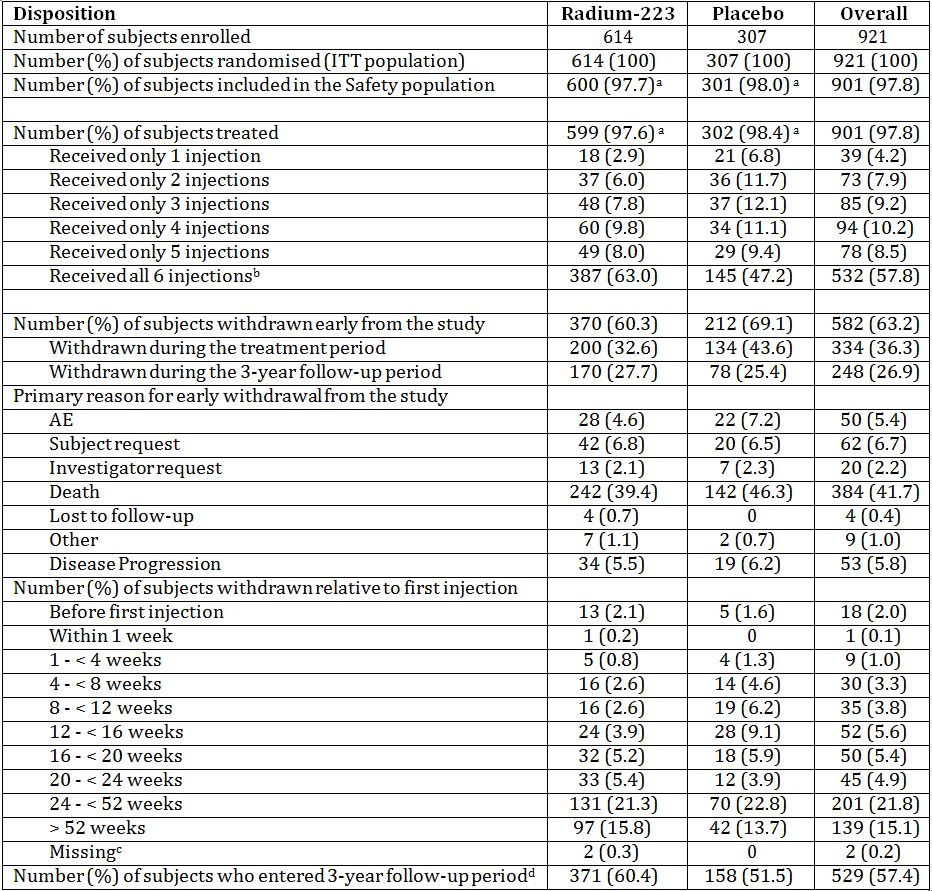 Disposition Radium-223 Placebo Overall
Number of subjects enrolled 614 307 921
Number (%) of subjects randomised (ITT population) 614 (100) 307 (100) 921 (100)
Number (%) of subjects included in the Safety population 600 (97.7) a 301 (98.0) a 901 (97.8)
Number (%) of subjects treated 599 (97.6) a 302 (98.4) a 901 (97.8)
Received only 1 injection 18 (2.9) 21 (6.8) 39 (4.2)
Received only 2 injections 37 (6.0) 36 (11.7) 73 (7.9)
Received only 3 injections 48 (7.8) 37 (12.1) 85 (9.2)
Received only 4 injections 60 (9.8) 34 (11.1) 94 (10.2)
Received only 5 injections 49 (8.0) 29 (9.4) 78 (8.5)
Received all 6 injections b 387 (63.0) 145 (47.2) 532 (57.8)
Number (%) of subjects withdrawn early from the study 370 (60.3) 212 (69.1) 582 (63.2)
Withdrawn during the treatment period 200 (32.6) 134 (43.6) 334 (36.3)
Withdrawn during the 3-year follow-up period 170 (27.7) 78 (25.4) 248 (26.9)
Primary reason for early withdrawal from the study
AE 28 (4.6) 22 (7.2) 50 (5.4)
Subject request 42 (6.8) 20 (6.5) 62 (6.7)
Investigator request 13 (2.1) 7 (2.3) 20 (2.2)
Death 242 (39.4) 142 (46.3) 384 (41.7)
Lost to follow-up 4 (0.7) 0 4 (0.4)
Other 7 (1.1) 2 (0.7) 9 (1.0)
Disease Progression 34 (5.5) 19 (6.2) 53 (5.8)
Number (%) of subjects withdrawn relative to first injection
Before first injection 13 (2.1) 5 (1.6) 18 (2.0)
Within 1 week 1 (0.2) 0 1 (0.1)
1 - < 4 weeks 5 (0.8) 4 (1.3) 9 (1.0)
4 - < 8 weeks 16 (2.6) 14 (4.6) 30 (3.3)
8 - < 12 weeks 16 (2.6) 19 (6.2) 35 (3.8)
12 - < 16 weeks 24 (3.9) 28 (9.1) 52 (5.6)
16 - < 20 weeks 32 (5.2) 18 (5.9) 50 (5.4)
20 - < 24 weeks 33 (5.4) 12 (3.9) 45 (4.9)
24 - < 52 weeks 131 (21.3) 70 (22.8) 201 (21.8)
> 52 weeks 97 (15.8) 42 (13.7) 139 (15.1)
Missing c 2 (0.3) 0 2 (0.2)
Number (%) of subjects who entered 3-year follow-up period d 371 (60.4) 158 (51.5) 529 (57.4)